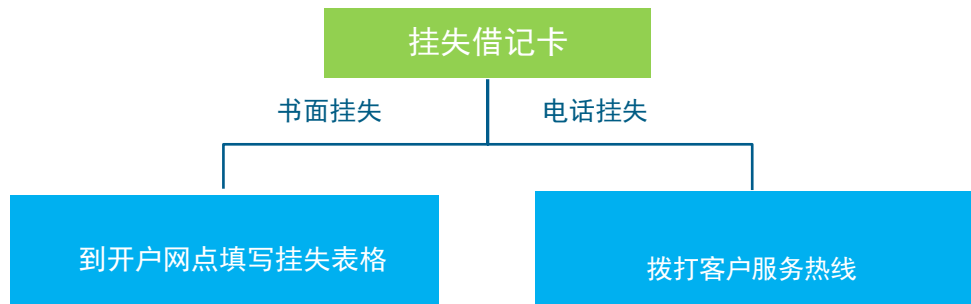 挂失借记卡
书面挂失
电话挂失
到开户网点填写挂失表格
拨打客户服务热线